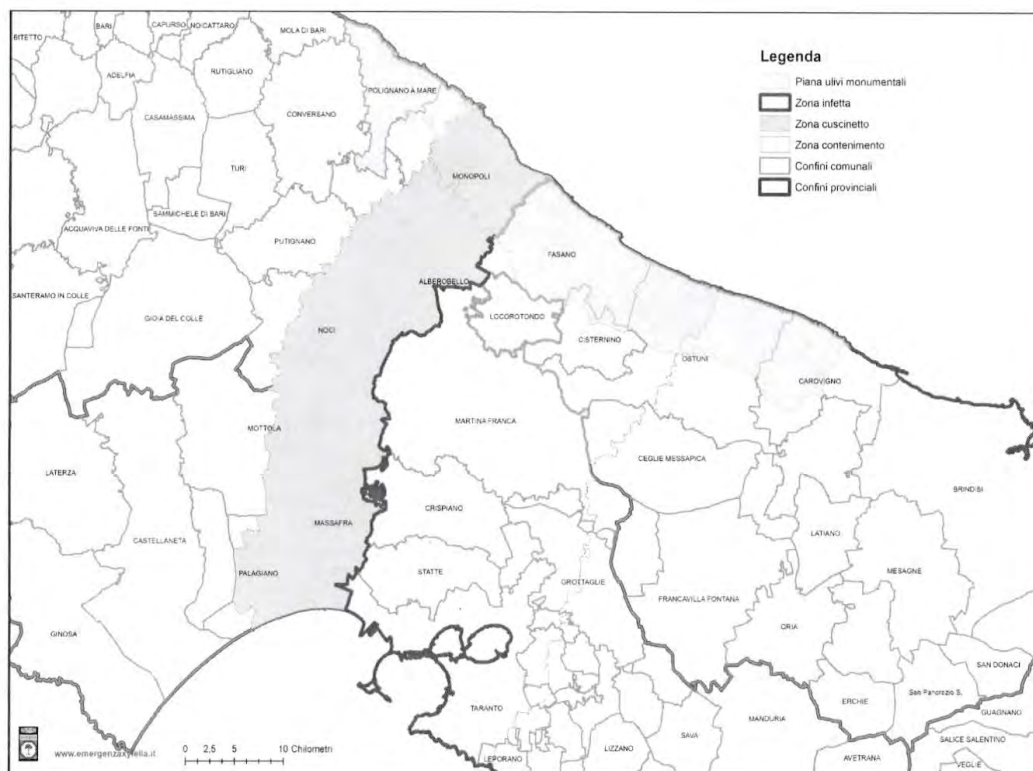 BITETTO
BARI
CAPURSO
NOCATTARO
MOLA DI BARI
ADELFIA
RUTIGLIANO
POLIGNANO A MARE
CASAMASSIMA
CONVERSANO
TURI
MONOPOLI
SAMMICHELE DI BARI
ACQUAVIVA DELLE FONTE
PUTIGNANO
FASANO
ALBEROBELLO
SANTERAMO IN COLLE
GIOIA DEL COLLE
NOCI
LOCOROTONDO
CISTERNINO
OSTUNI
CAROVIGNO
MARTINA FRANCA
MOTTOLA
CEGLIE MESSAPICA
LATERZA
BRINDISI
CRISPIANO
MASSAFRA
LATIANO
CASTELLANETA
MESAGNE
STATTE
PALAGIANO
GROTTAGLIE
FRANCAVILLA FONTANA
ORIA
GINOSA
SAN DONACI
ERCHIE
San Pancrazio S.
TARANTO
MANDURIA
GUAGNANO
SAVA
LIZZANO
SALICE SALENTINO
LEPORANO
AVETRANA
VEGLIE
Legenda
Piana ulivi monumentali
Zona infetta
Zona cuscinetto
Zona contenimento
Confini comunali
Confini provinciali
www.emergenzaxylella.it
0 2,5 5 10 Chilometri